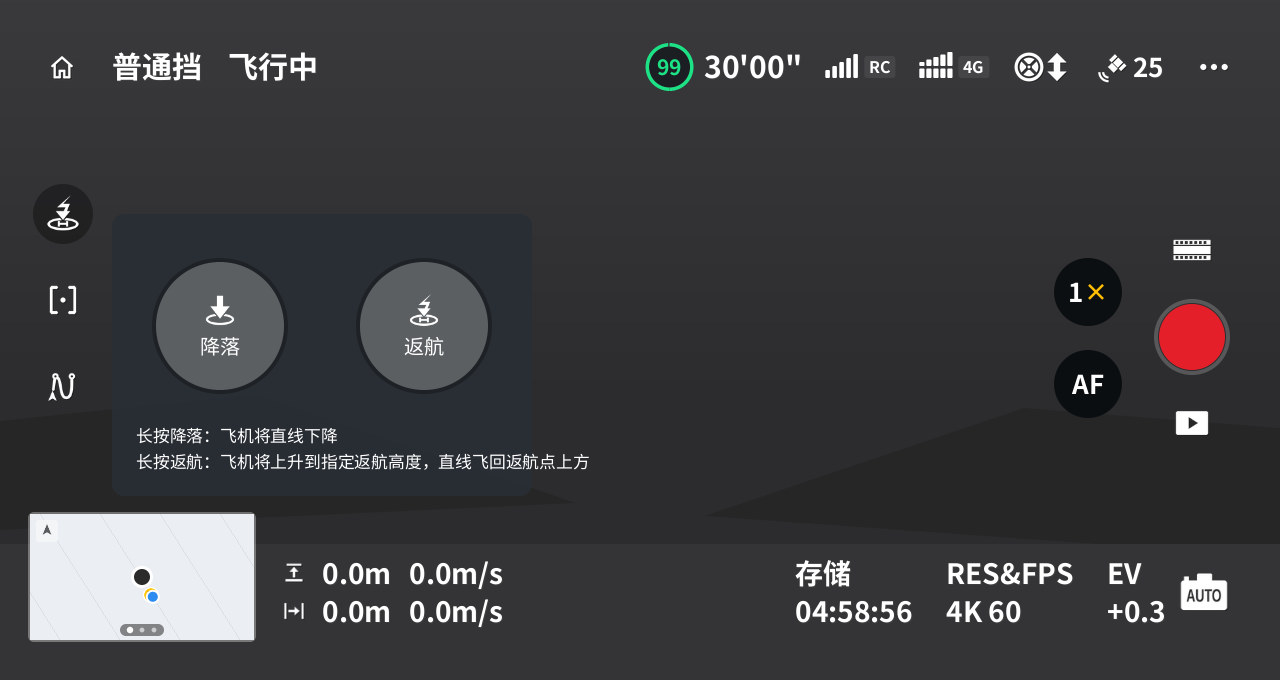 普通挡 飞行中
99 30'00" RC 4G 25
1×
降落 返航
AF
长按降落：飞机将直线下降
长按返航：飞机将上升到指定返航高度，直线飞回返航点上方
0.0m 0.0m/s
0.0m 0.0m/s
存储 RES&FPS EV
04:58:56 4K 60 +0.3
AUTO